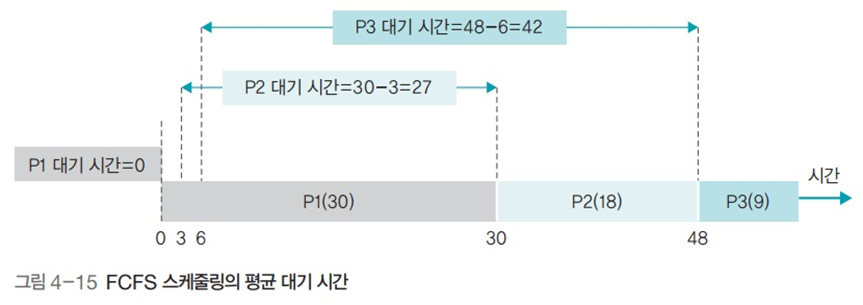 P3 대기 시간=48-6=42
P2 대기 시간=30-3=27
P1 대기 시간=0
시간
P1(30) P2(18) P3(9)
0 3 6 30 48
그림 4-15 FCFS 스케줄링의 평균 대기 시간